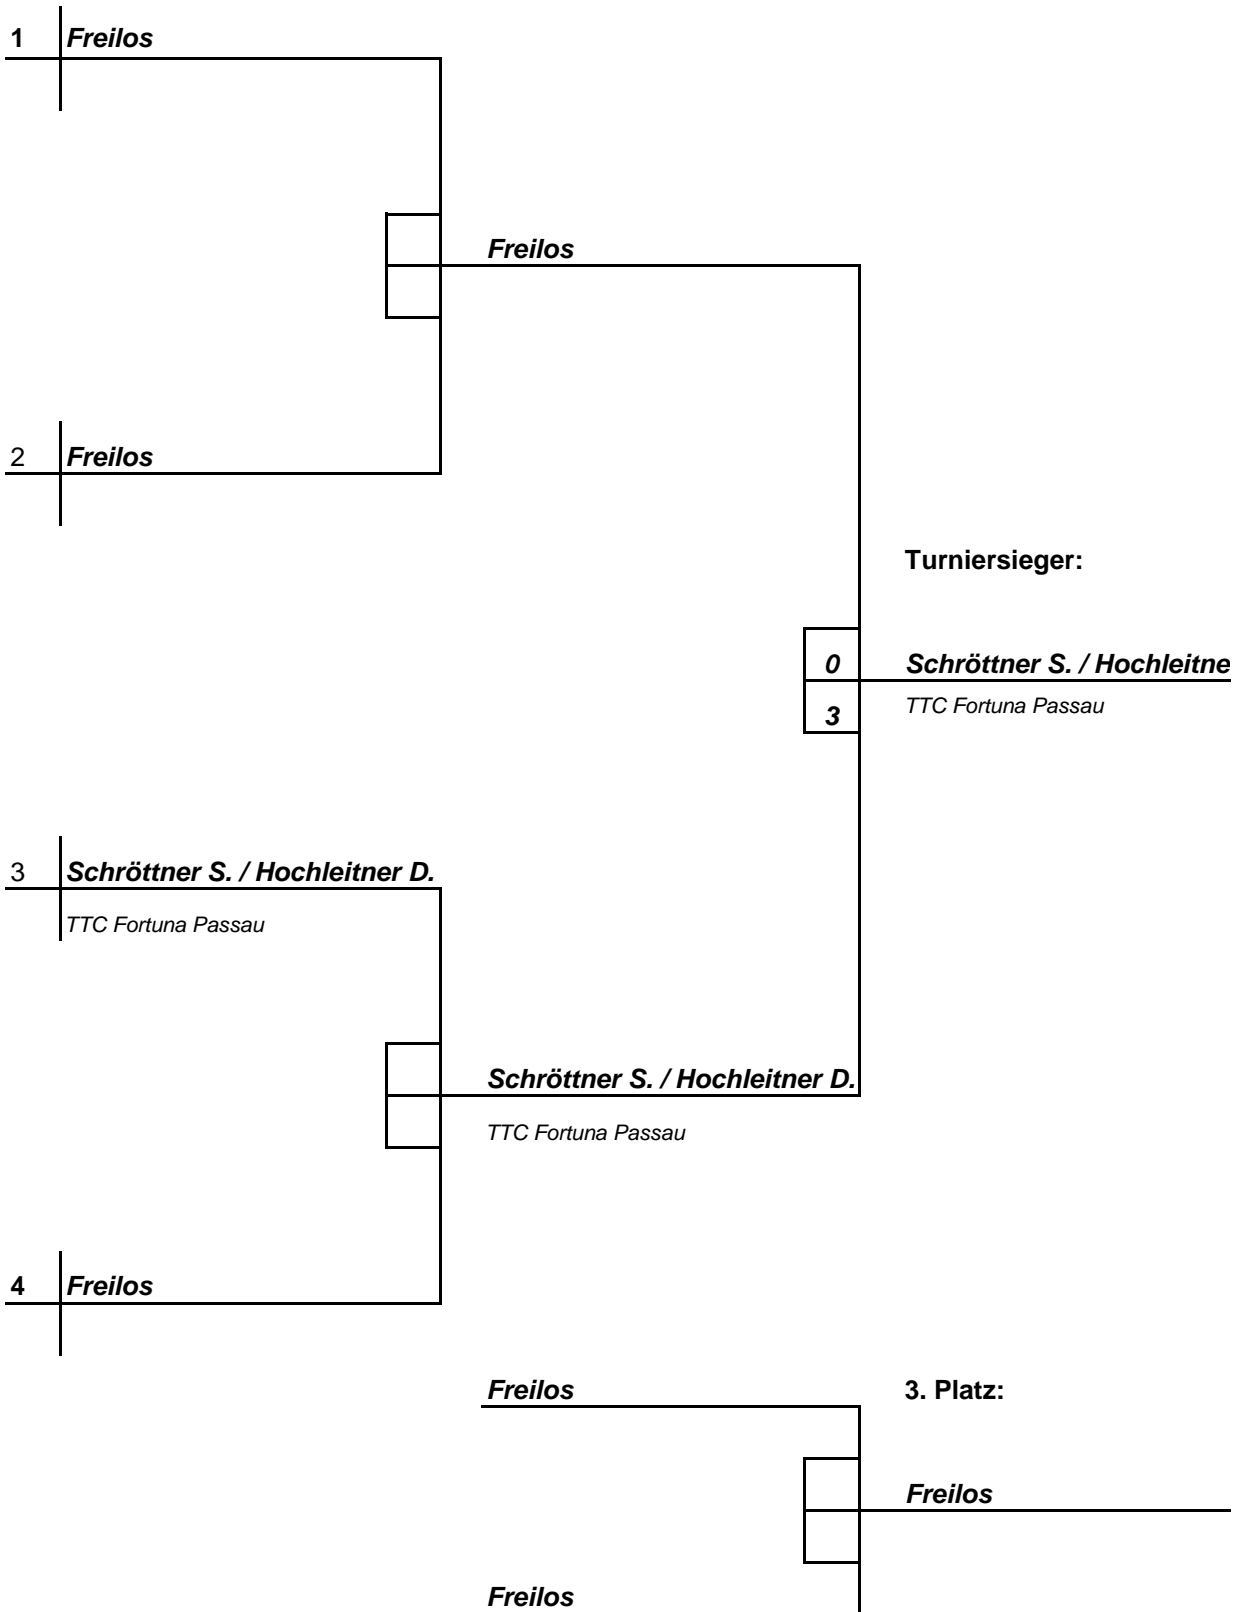 1 Freilos
Freilos
2 Freilos
Turniersieger:
0 Schröttner S. / Hochleitne
3 TTC Fortuna Passau
3 Schröttner S. / Hochleitner D.
TTC Fortuna Passau
Schröttner S. / Hochleitner D.
TTC Fortuna Passau
4 Freilos
Freilos 3. Platz:
Freilos
Freilos